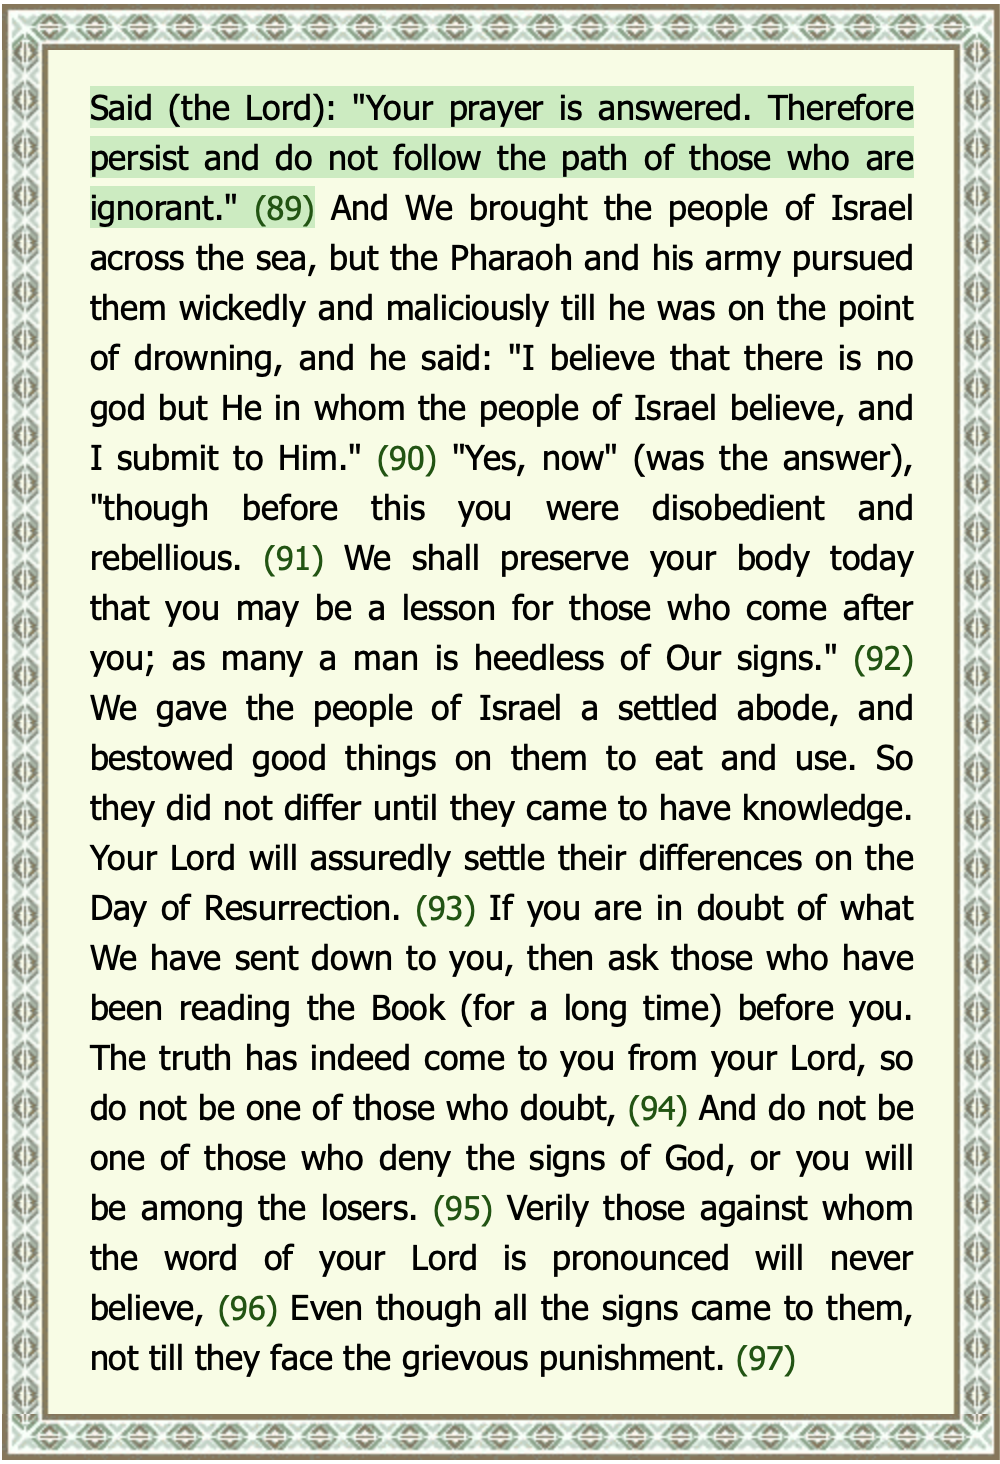 Said (the Lord): "Your prayer is answered. Therefore
persist and do not follow the path of those who are
ignorant." (89) And We brought the people of Israel
across the sea, but the Pharaoh and his army pursued
them wickedly and maliciously till he was on the point
of drowning, and he said: "I believe that there is no
god but He in whom the people of Israel believe, and
I submit to Him." (90) "Yes, now" (was the answer),
"though before this you were disobedient and
rebellious. (91) We shall preserve your body today
that you may be a lesson for those who come after
you; as many a man is heedless of Our signs." (92)
We gave the people of Israel a settled abode, and
bestowed good things on them to eat and use. So
they did not differ until they came to have knowledge.
Your Lord will assuredly settle their differences on the
Day of Resurrection. (93) If you are in doubt of what
We have sent down to you, then ask those who have
been reading the Book (for a long time) before you.
The truth has indeed come to you from your Lord, so
do not be one of those who doubt, (94) And do not be
one of those who deny the signs of God, or you will
be among the losers. (95) Verily those against whom
the word of your Lord is pronounced will never
believe, (96) Even though all the signs came to them,
not till they face the grievous punishment. (97)